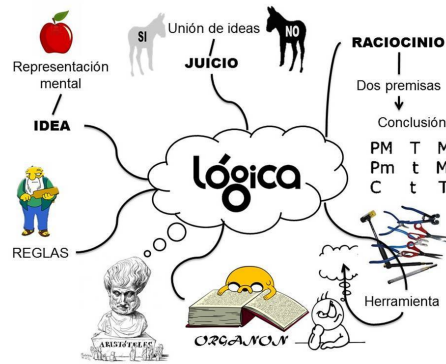 SI
Unión de ideas
NO
JUICIO
Representación
mental
IDEA
RACIOCINIO
Dos premisas
Conclusión
PM T M
Pm t M
C t T
lógica
REGLAS
Herramienta
ARISTOTELES
ORGANON